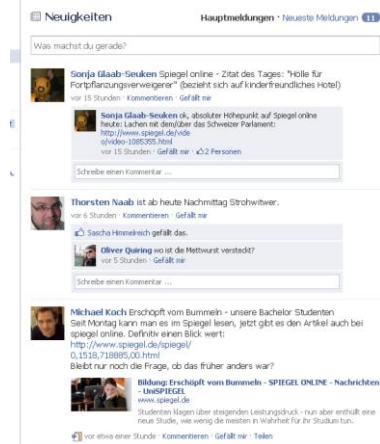 Neuigkeiten
Hauptmeldungen · Neueste Meldungen 11
Was machst du gerade?
Sonja Glaab-Seuken Spiegel online - Zitat des Tages: "Hölle für
Fortpflanzungsverweigerer" (bezieht sich auf kinderfreundliches Hotel)
vor 15 Stunden · Kommentieren · Gefällt mir
Sonja Glaab-Seuken ok, absoluter Höhepunkt auf Spiegel online
heute: Lachen mit dem/über das Schweizer Parlament:
http://www.spiegel.de/vide
o/video-1085355.html
vor 15 Stunden · Gefällt mir · 2 Personen
Schreibe einen Kommentar ...
Thorsten Naab ist ab heute Nachmittag Strohwitwer.
vor 6 Stunden · Kommentieren · Gefällt mir
Sascha Himmelreich gefällt das.
Oliver Quiring wo ist die Mettwurst versteckt?
vor 5 Stunden · Gefällt mir
Schreibe einen Kommentar ...
Michael Koch Erschöpft vom Bummeln - unsere Bachelor Studenten
Seit Montag kann man es im Spiegel lesen, jetzt gibt es den Artikel auch bei
spiegel online. Definitiv einen Blick wert:
http://www.spiegel.de/spiegel/
0,1518,718885,00.html
Bleibt nur noch die Frage, ob das früher anders war?
Bildung: Erschöpft vom Bummeln - SPIEGEL ONLINE - Nachrichten
- UniSPIEGEL
www.spiegel.de
Studenten klagen über steigenden Leistungsdruck - nun aber enthüllt eine
neue Studie, wie wenig die meisten in Wahrheit für ihr Studium tun.
vor etwa einer Stunde · Kommentieren · Gefällt mir · Teilen